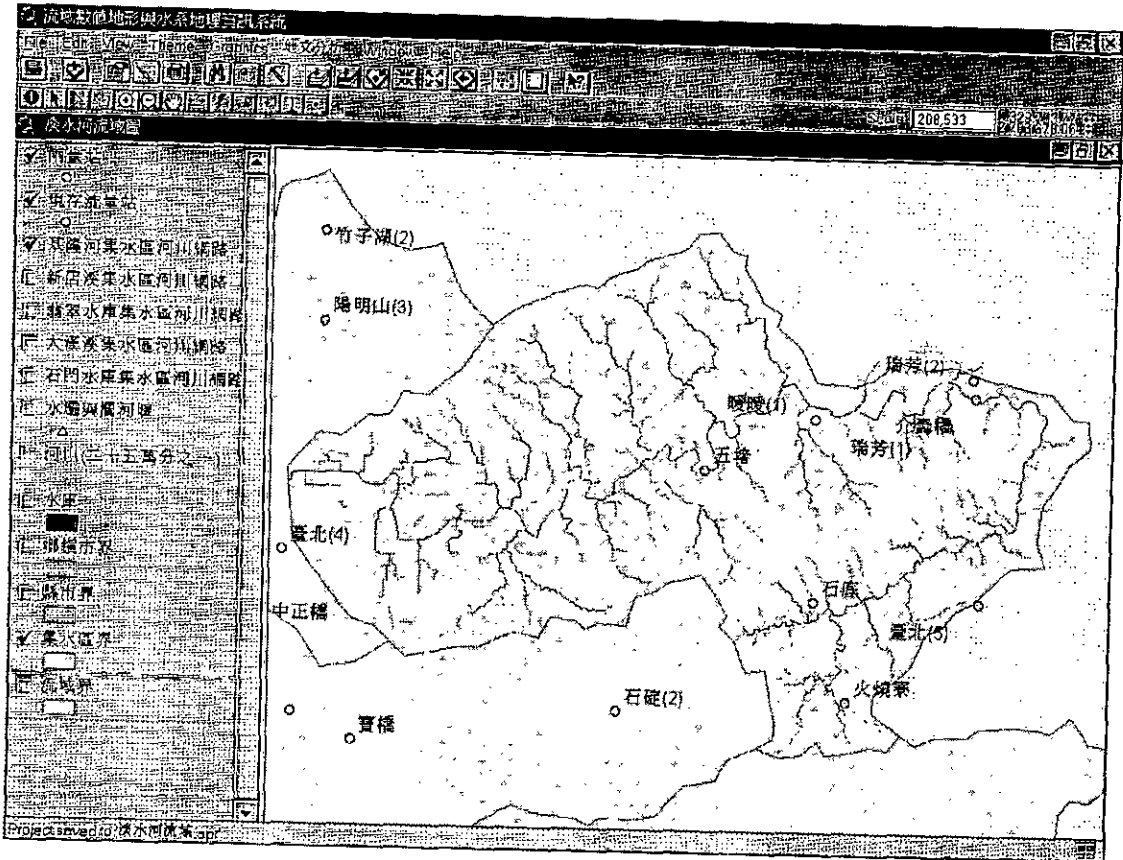 流域數值地形與水系地理資訊系統
File Edit View Theme Graphics
208,533
淡水河流域圖
雨量站
現存流量站
基隆河集水區河川網路
新店溪集水區河川網路
翡翠水庫集水區河川網路
大漢溪集水區河川網路
石門水庫集水區河川網路
水壩與攔河堰
河川(二十五萬分之一)
水庫
鄉鎮市界
縣市界
集水區界
流域界
竹子湖(2)
陽明山(3)
瑞芳(2)
暖暖(1)
介壽橋
瑞芳(1)
五堵
臺北(4)
中正橋
石底
臺北(5)
石碇(2)
火燒寮
寶橋
Project saved to 淡水河流域.apr